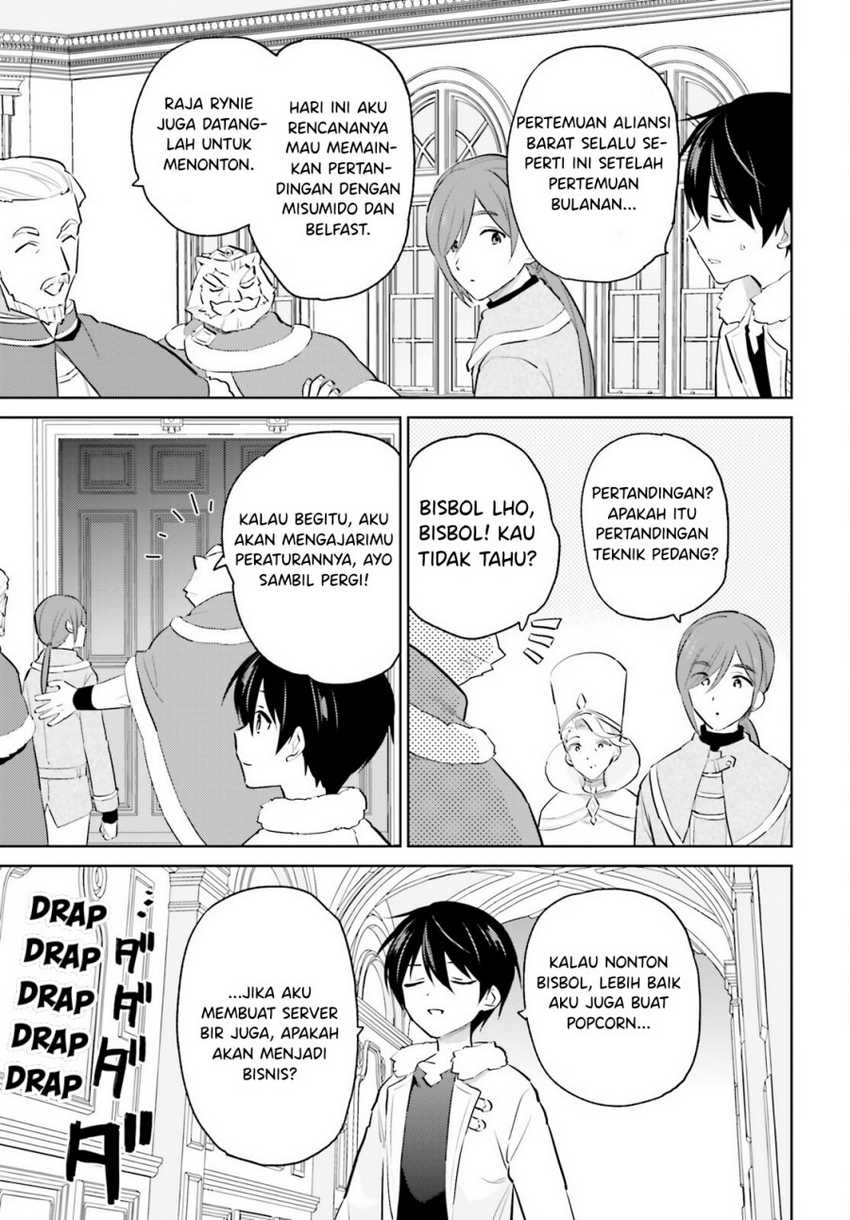 PERTEMUAN ALIANSI
BARAT SELALU SE-
PERTI INI SETELAH
PERTEMUAN
BULANAN...
HARI INI AKU
RENCANANYA
MAU MEMAIN-
KAN PERTAN-
DINGAN DENGAN
MISUMIDO DAN
BELFAST.
RAJA RYNIE
JUGA DATANG-
LAH UNTUK
MENONTON.
PERTANDINGAN?
APAKAH ITU
PERTANDINGAN
TEKNIK PEDANG?
BISBOL LHO,
BISBOL! KAU
TIDAK TAHU?
KALAU BEGITU, AKU
AKAN MENGAJARIMU
PERATURANNYA, AYO
SAMBIL PERGI!
KALAU NONTON
BISBOL, LEBIH BAIK
AKU JUGA BUAT
POPCORN...
...JIKA AKU
MEMBUAT SERVER
BIR JUGA, APAKAH
AKAN MENJADI
BISNIS?
ダダダダダ
DRAP
DRAP
DRAP
DRAP
DRAP